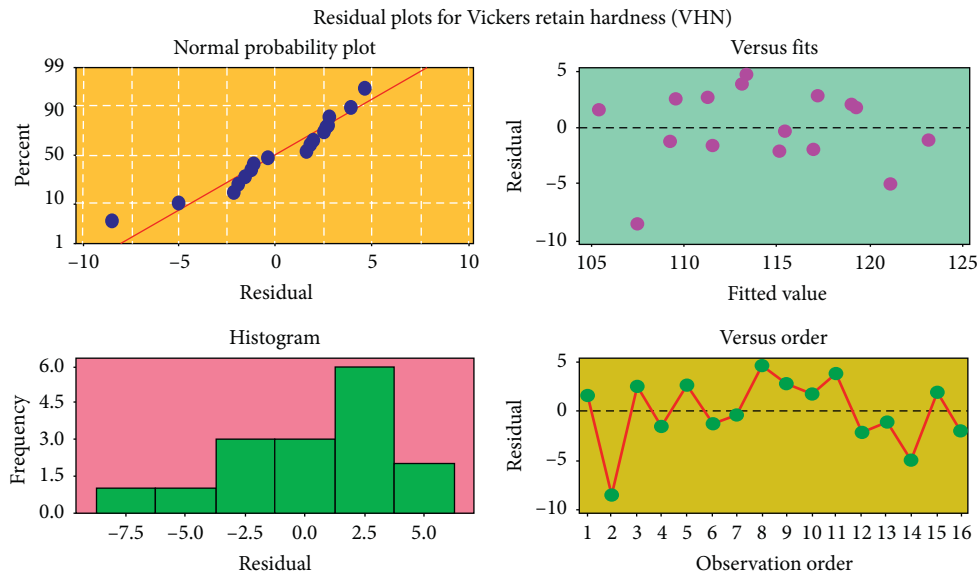 Residual plots for Vickers retain hardness (VHN)
Normal probability plot
Percent
99
90
50
10
1
−10 −5 0 5 10
Residual
Versus fits
Residual
5
0
−5
−10
105 110 115 120 125
Fitted value
Histogram
Frequency
6.0
4.5
3.0
1.5
0.0
−7.5 −5.0 −2.5 0.0 2.5 5.0
Residual
Versus order
Residual
5
0
−5
−10
1 2 3 4 5 6 7 8 9 10 11 12 13 14 15 16
Observation order